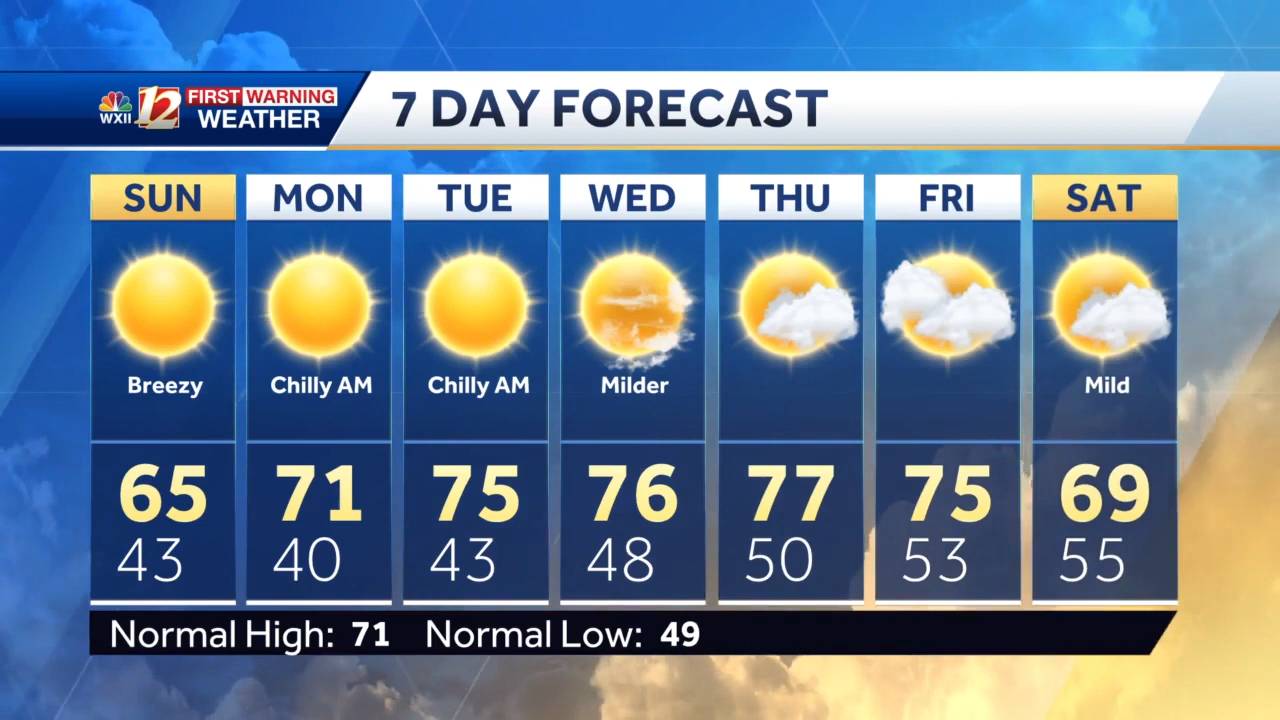 WXII 12 FIRST WARNING
WEATHER
7 DAY FORECAST
SUN MON TUE WED THU FRI SAT
Breezy Chilly AM Chilly AM Milder Mild
65 71 75 76 77 75 69
43 40 43 48 50 53 55
Normal High: 71 Normal Low: 49